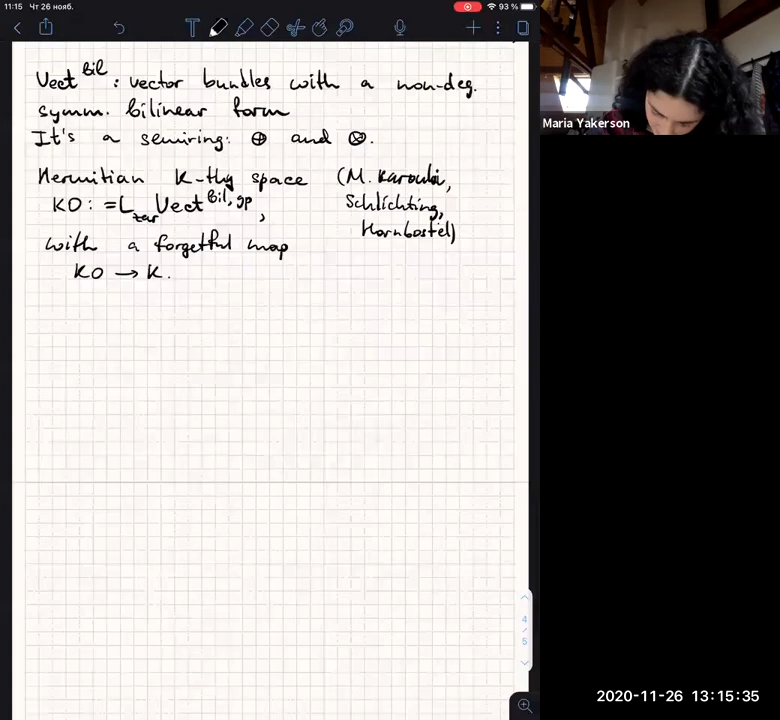 11:15 Чт 26 нояб.
93 %
Vect^Bil : vector bundles with a non-deg.
symm. bilinear form
It's a semiring: ⊕ and ⊗.
Hermitian K-thy space (M. Karoubi,
KO := L_zar Vect^Bil, gp, Schlichting,
Hornbostel)
with a forgetful map
KO → K.
4
5
Maria Yakerson
2020-11-26 13:15:35